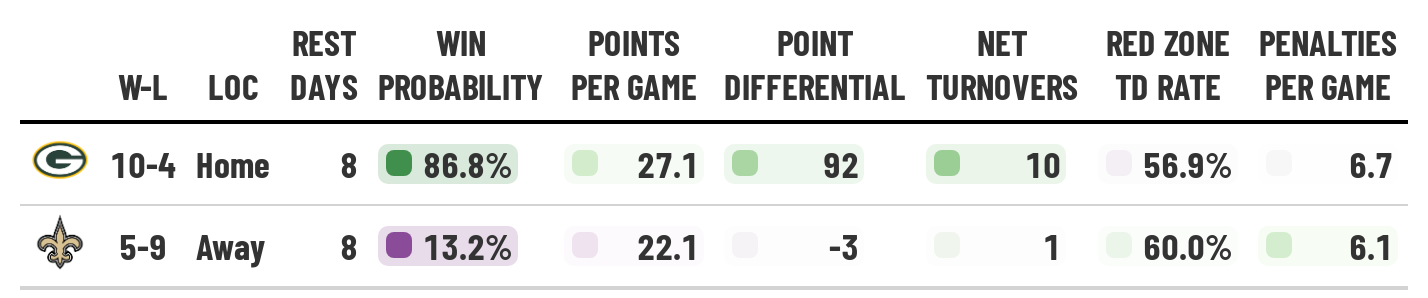 REST WIN POINTS POINT NET RED ZONE PENALTIES
W-L LOC DAYS PROBABILITY PER GAME DIFFERENTIAL TURNOVERS TD RATE PER GAME
G 10-4 Home 8 86.8% 27.1 92 10 56.9% 6.7
5-9 Away 8 13.2% 22.1 -3 1 60.0% 6.1